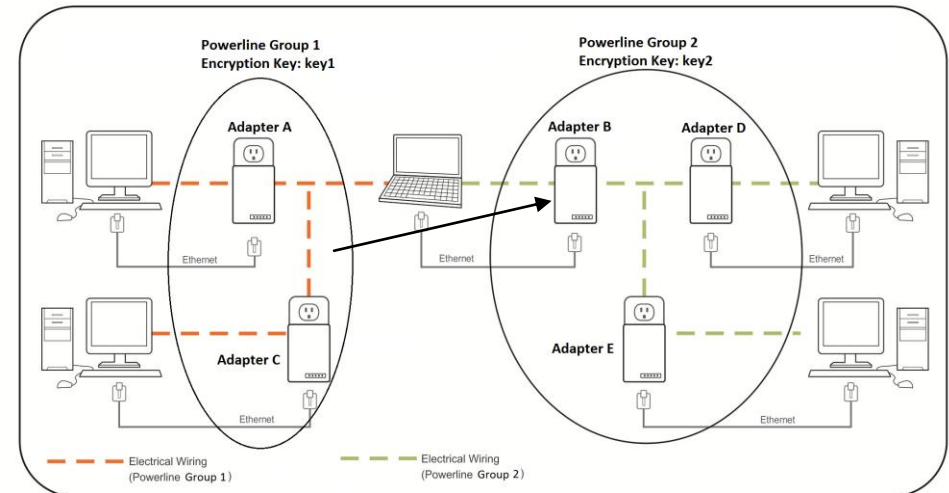 Powerline Group 1
Encryption Key: key1
Powerline Group 2
Encryption Key: key2
Adapter A
Adapter B
Adapter D
Ethernet
Ethernet
Ethernet
Adapter C
Adapter E
Ethernet
Ethernet
Electrical Wiring
(Powerline Group 1)
Electrical Wiring
(Powerline Group 2)